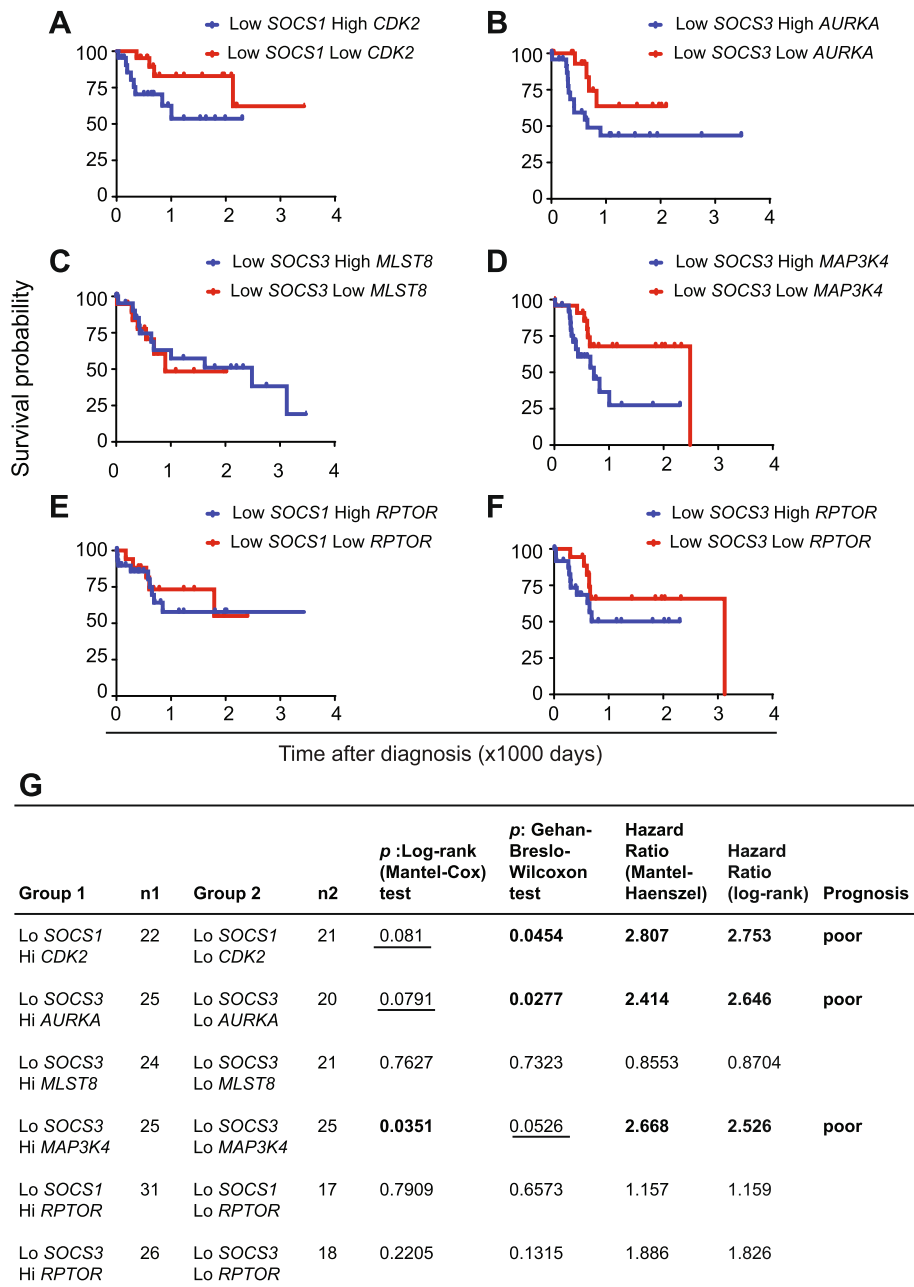 A
Low SOCS1 High CDK2
Low SOCS1 Low CDK2
100
75
50
25
0
0 1 2 3 4
B
Low SOCS3 High AURKA
Low SOCS3 Low AURKA
100
75
50
25
0
0 1 2 3 4
C
Low SOCS3 High MLST8
Low SOCS3 Low MLST8
100
75
50
25
0
0 1 2 3 4
D
Low SOCS3 High MAP3K4
Low SOCS3 Low MAP3K4
100
75
50
25
0
0 1 2 3 4
E
Low SOCS1 High RPTOR
Low SOCS1 Low RPTOR
100
75
50
25
0
0 1 2 3 4
F
Low SOCS3 High RPTOR
Low SOCS3 Low RPTOR
100
75
50
25
0
0 1 2 3 4
Survival probability
Time after diagnosis (x1000 days)
G
Group 1
n1
Group 2
n2
p :Log-rank
(Mantel-Cox)
test
p: Gehan-
Breslo-
Wilcoxon
test
Hazard
Ratio
(Mantel-
Haenszel)
Hazard
Ratio
(log-rank)
Prognosis
Lo SOCS1 22 Lo SOCS1 21 0.081 0.0454 2.807 2.753 poor
Hi CDK2 Lo CDK2
Lo SOCS3 25 Lo SOCS3 20 0.0791 0.0277 2.414 2.646 poor
Hi AURKA Lo AURKA
Lo SOCS3 24 Lo SOCS3 21 0.7627 0.7323 0.8553 0.8704
Hi MLST8 Lo MLST8
Lo SOCS3 25 Lo SOCS3 25 0.0351 0.0526 2.668 2.526 poor
Hi MAP3K4 Lo MAP3K4
Lo SOCS1 31 Lo SOCS1 17 0.7909 0.6573 1.157 1.159
Hi RPTOR Lo RPTOR
Lo SOCS3 26 Lo SOCS3 18 0.2205 0.1315 1.886 1.826
Hi RPTOR Lo RPTOR